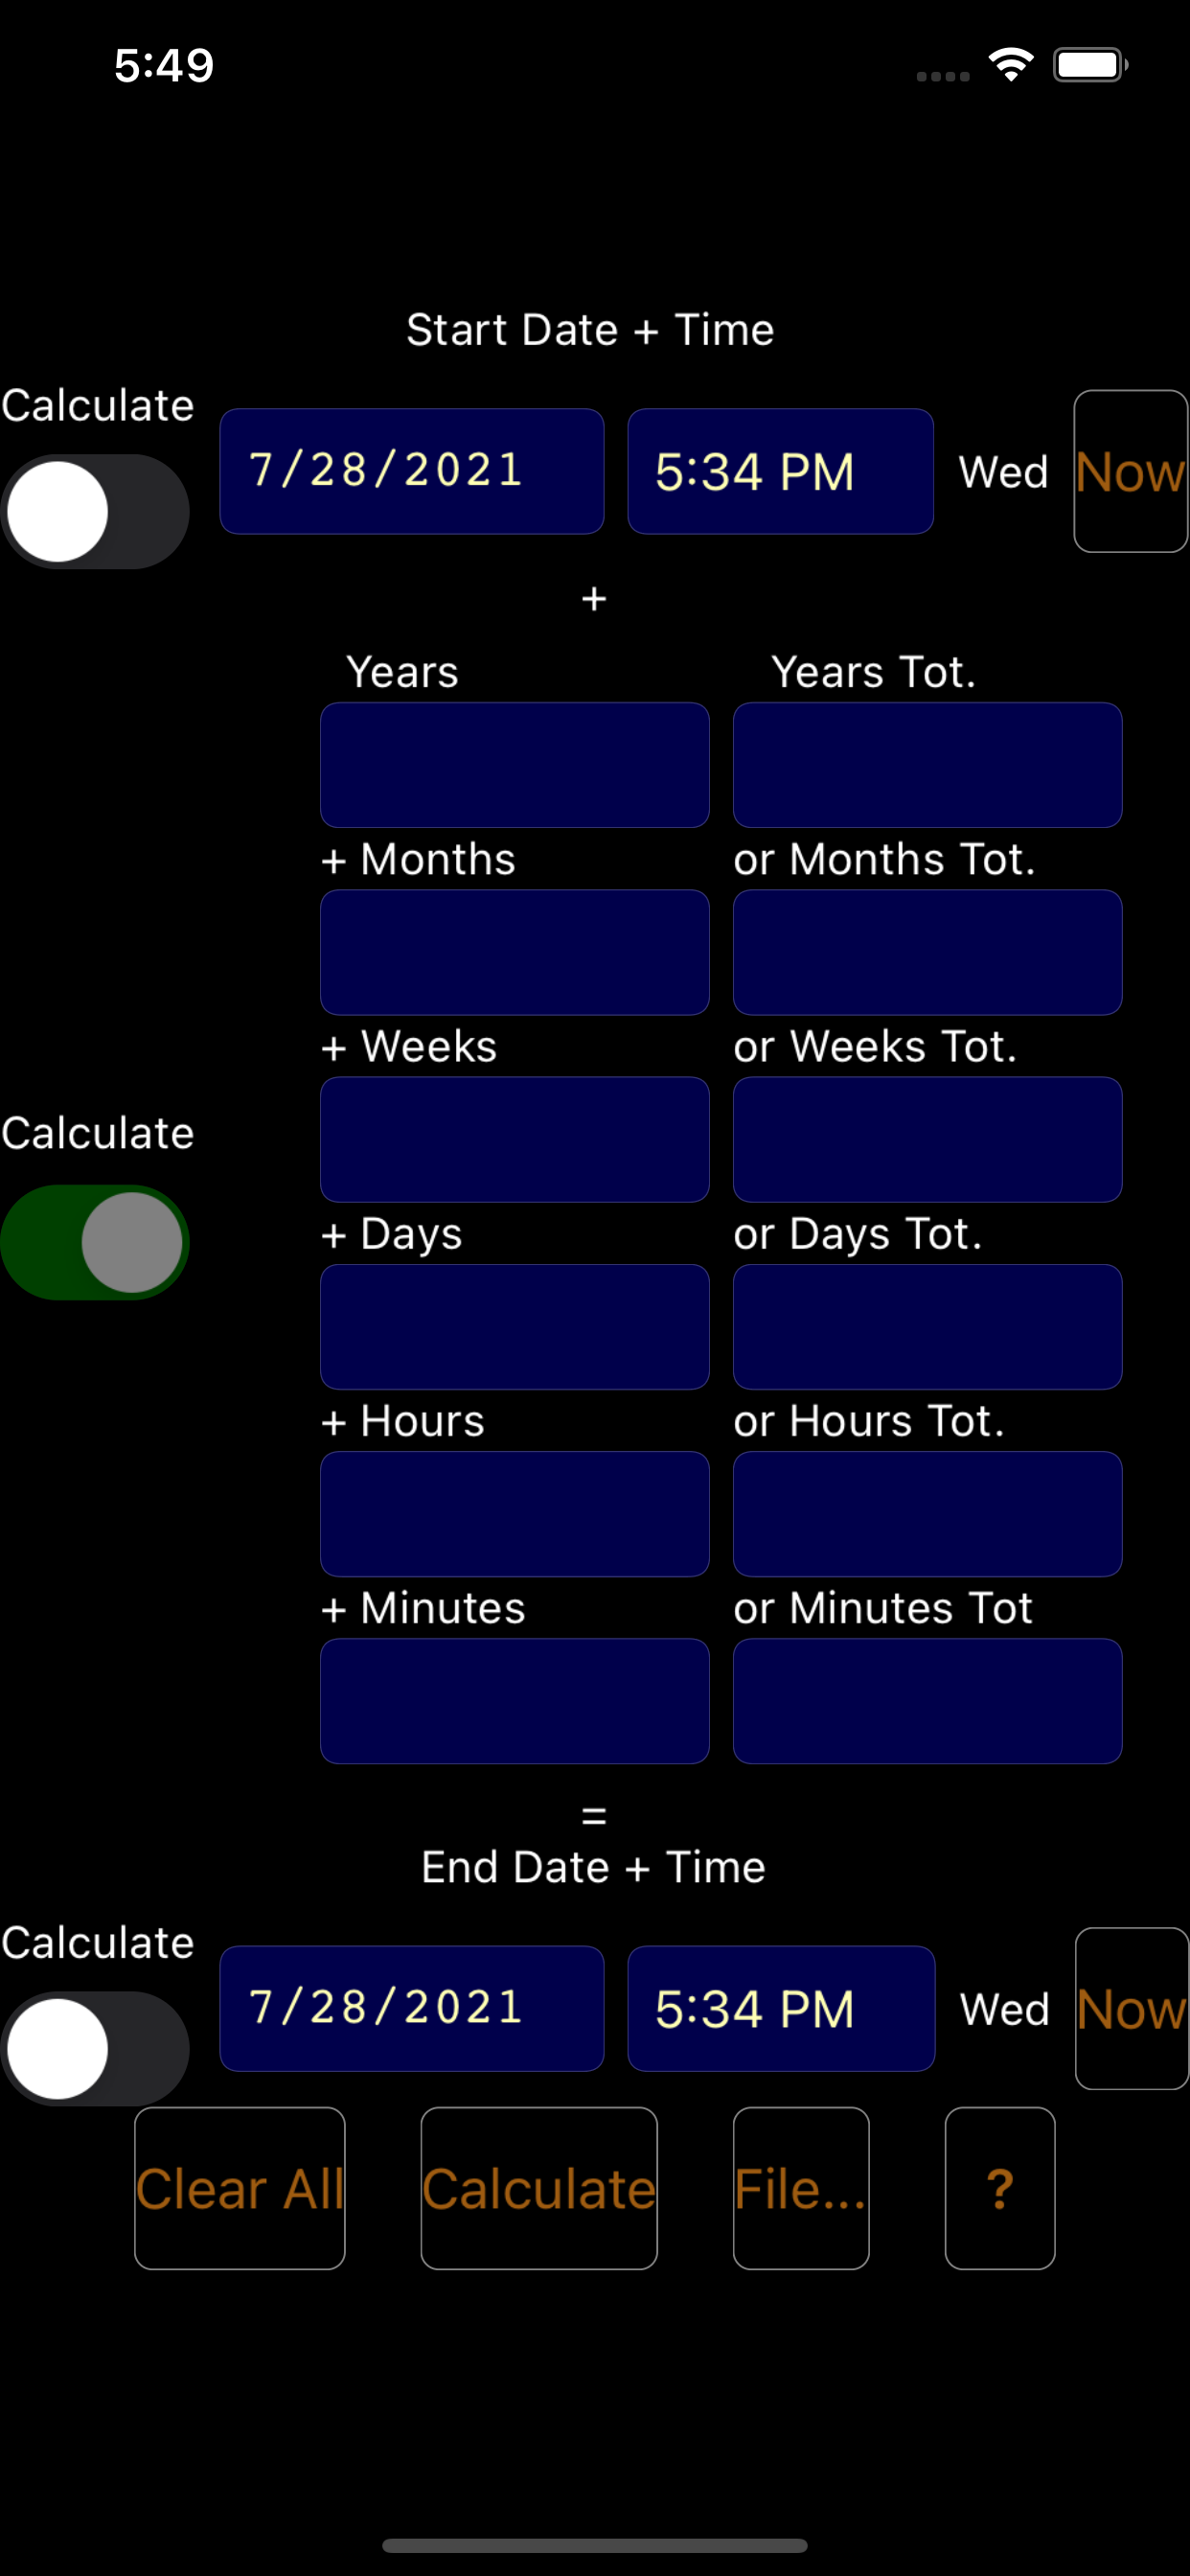 5:49
Start Date + Time
Calculate
7/28/2021 5:34 PM Wed Now
+
Years Years Tot.
+ Months or Months Tot.
+ Weeks or Weeks Tot.
Calculate
+ Days or Days Tot.
+ Hours or Hours Tot.
+ Minutes or Minutes Tot
=
End Date + Time
Calculate
7/28/2021 5:34 PM Wed Now
Clear All Calculate File... ?